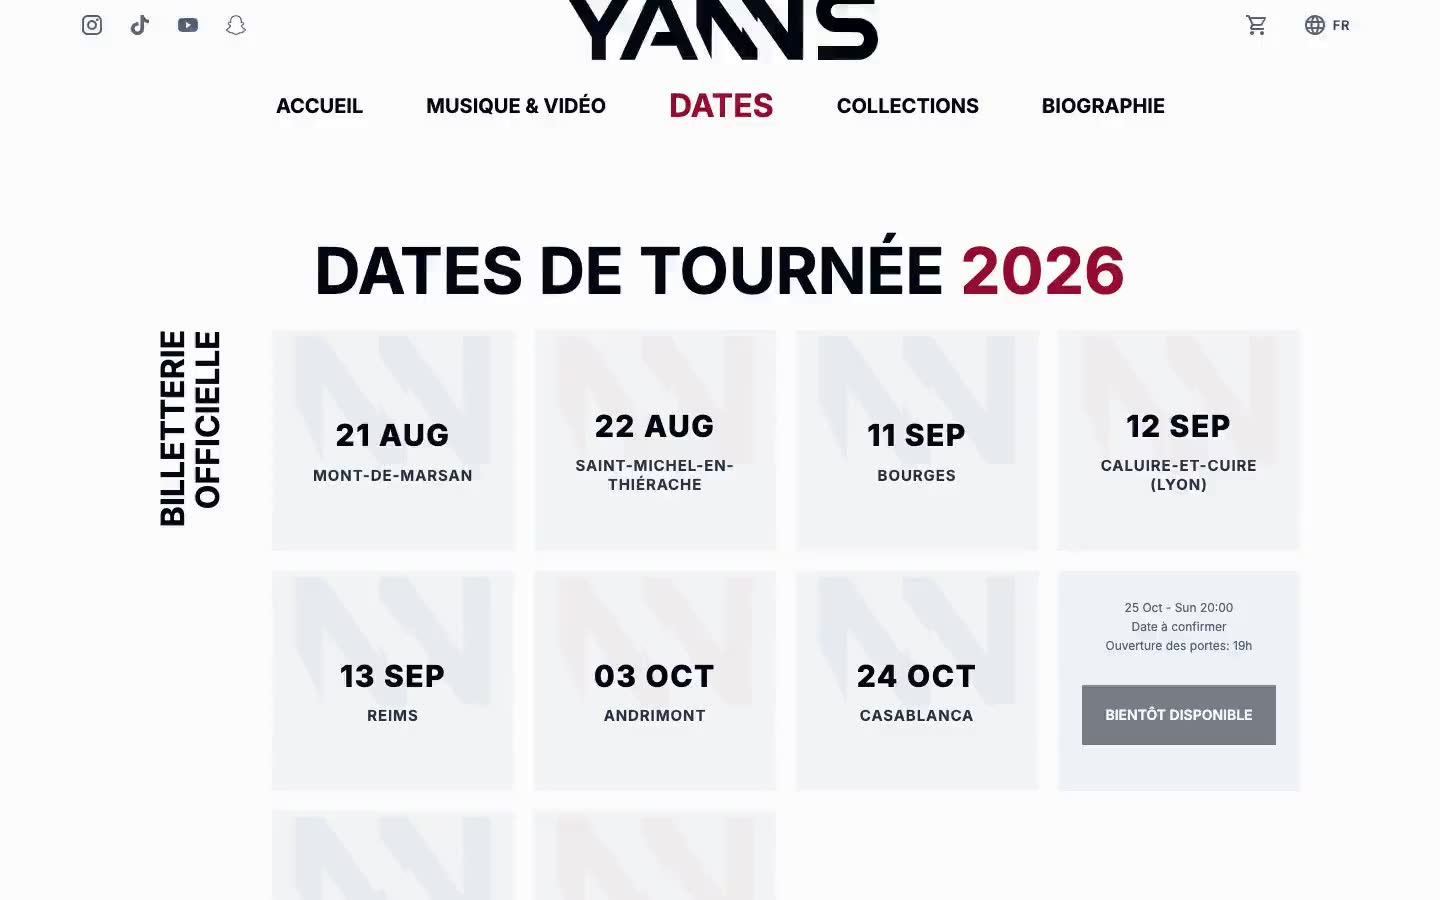 YANNS
FR
ACCUEIL
MUSIQUE & VIDÉO
DATES
COLLECTIONS
BIOGRAPHIE
DATES DE TOURNÉE 2026
BILLETTERIE
OFFICIELLE
21 AUG
MONT-DE-MARSAN
22 AUG
SAINT-MICHEL-EN-
THIÉRACHE
11 SEP
BOURGES
12 SEP
CALUIRE-ET-CUIRE
(LYON)
13 SEP
REIMS
03 OCT
ANDRIMONT
24 OCT
CASABLANCA
25 Oct - Sun 20:00
Date à confirmer
Ouverture des portes: 19h
BIENTÔT DISPONIBLE